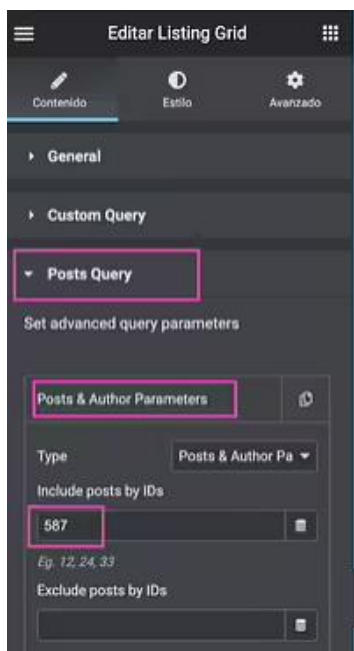 Editar Listing Grid
Contenido Estilo Avanzado
General
Custom Query
Posts Query
Set advanced query parameters
Posts & Author Parameters
Type Posts & Author Pa
Include posts by IDs
587
Eg. 12, 24, 33
Exclude posts by IDs